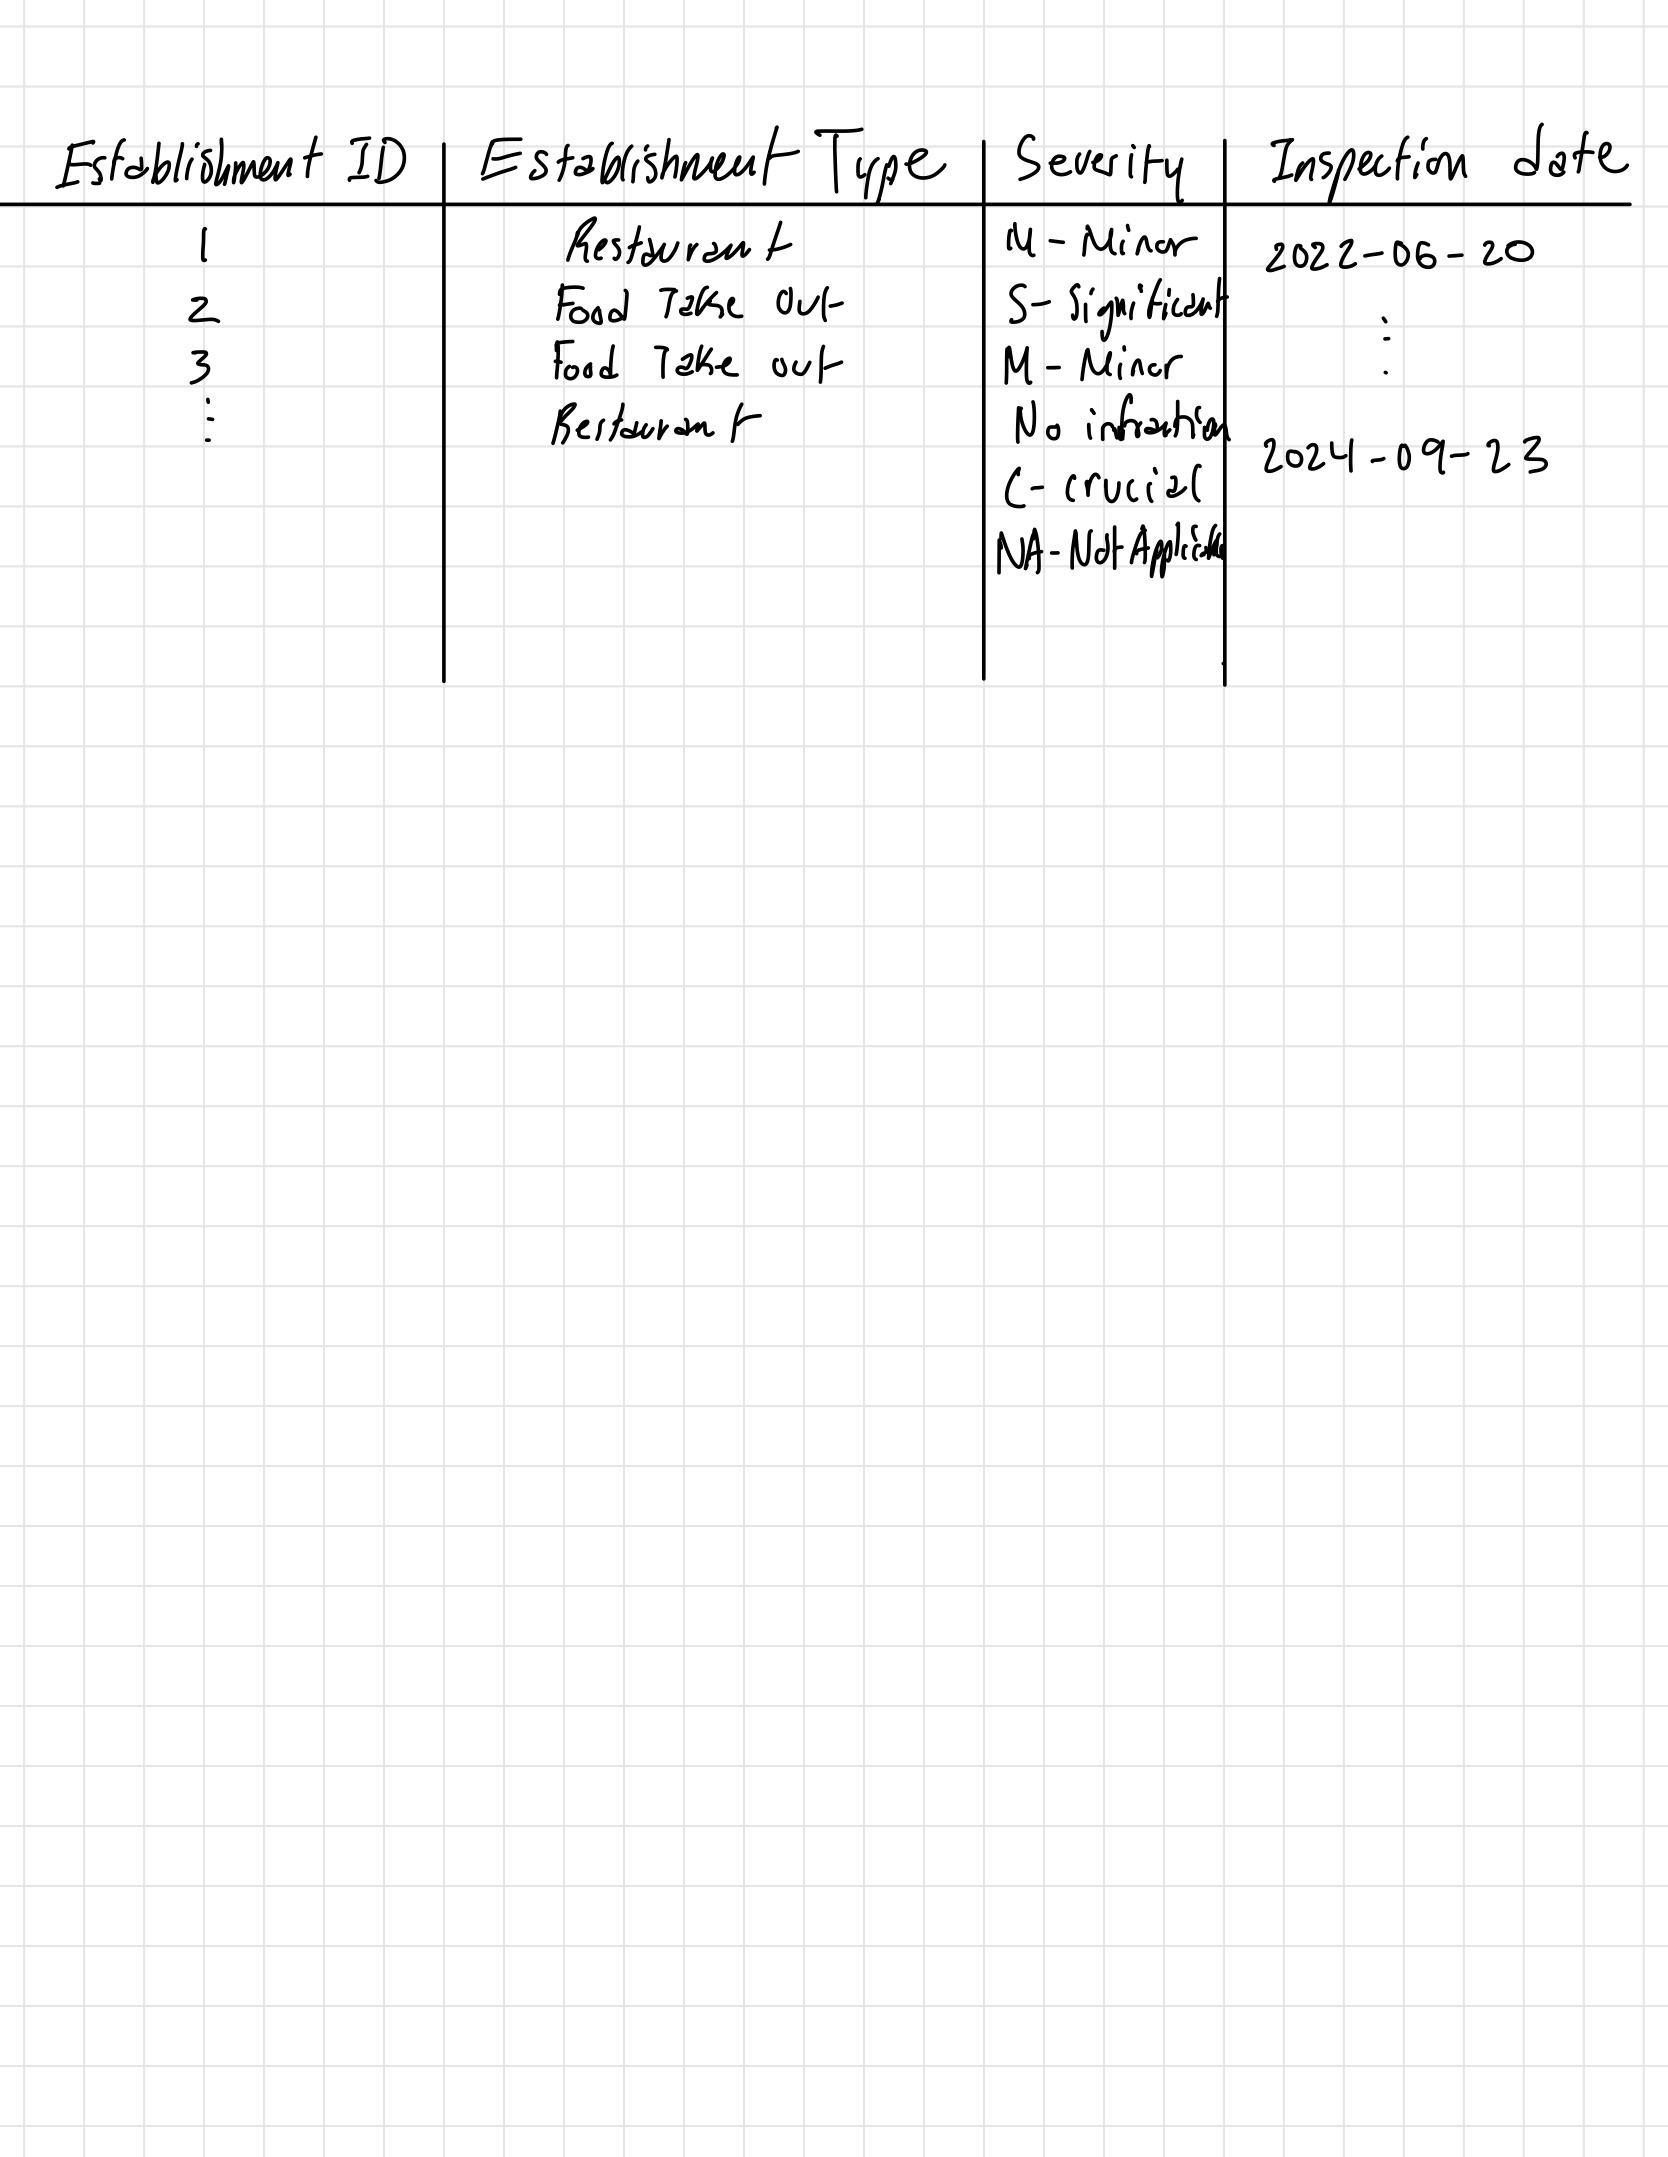 Establishment ID Establishment Type Severity Inspection date
1 Restaurant M - Minor 2022-06-20
2 Food Take out S- Significant
3 Food Take out M - Minor
Restaurant No infraction
C - crucial 2024-09-23
NA - Not